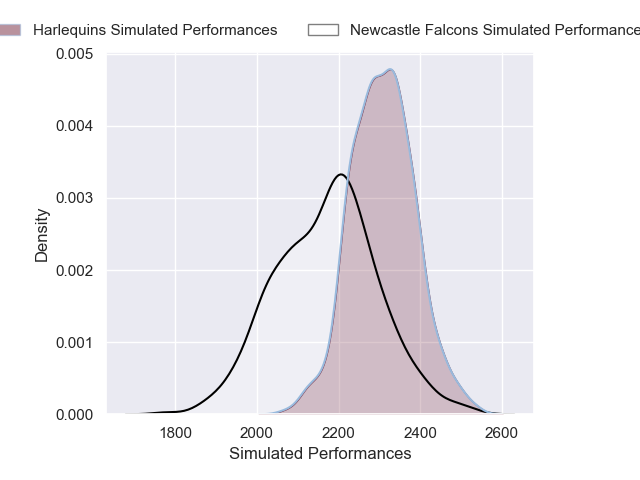 Harlequins Simulated Performances
Newcastle Falcons Simulated Performance
0.005
0.004
0.003
0.002
0.001
0.000
Density
1800 2000 2200 2400 2600
Simulated Performances